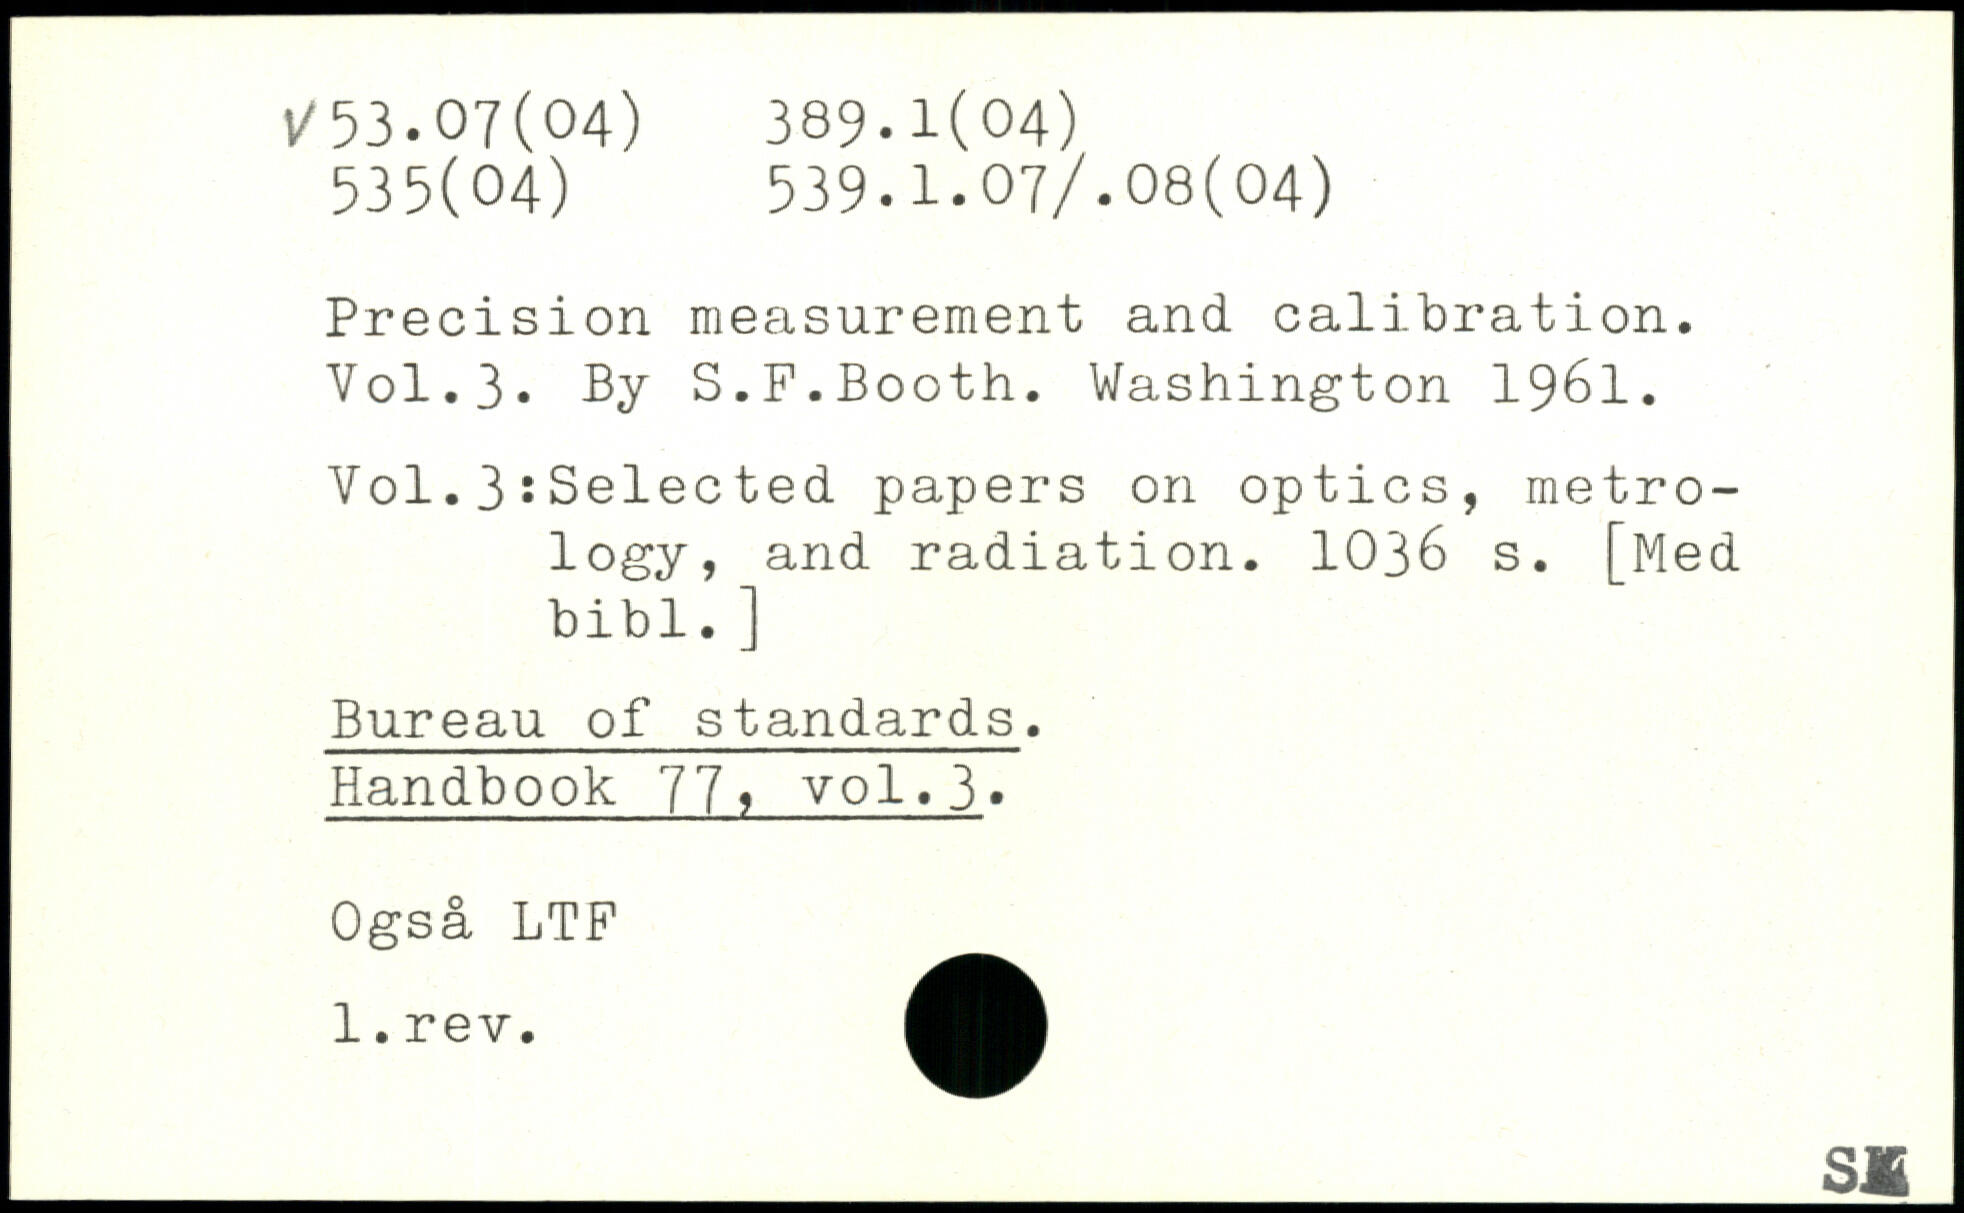 √53.07(04) 389.1(04)
535(04) 539.1.07/.08(04)
Precision measurement and calibration.
Vol.3. By S.F.Booth. Washington 1961.
Vol.3:Selected papers on optics, metro-
logy, and radiation. 1036 s. [Med
bibl.]
Bureau of standards.
Handbook 77, vol.3.
Også LTF
1.rev.